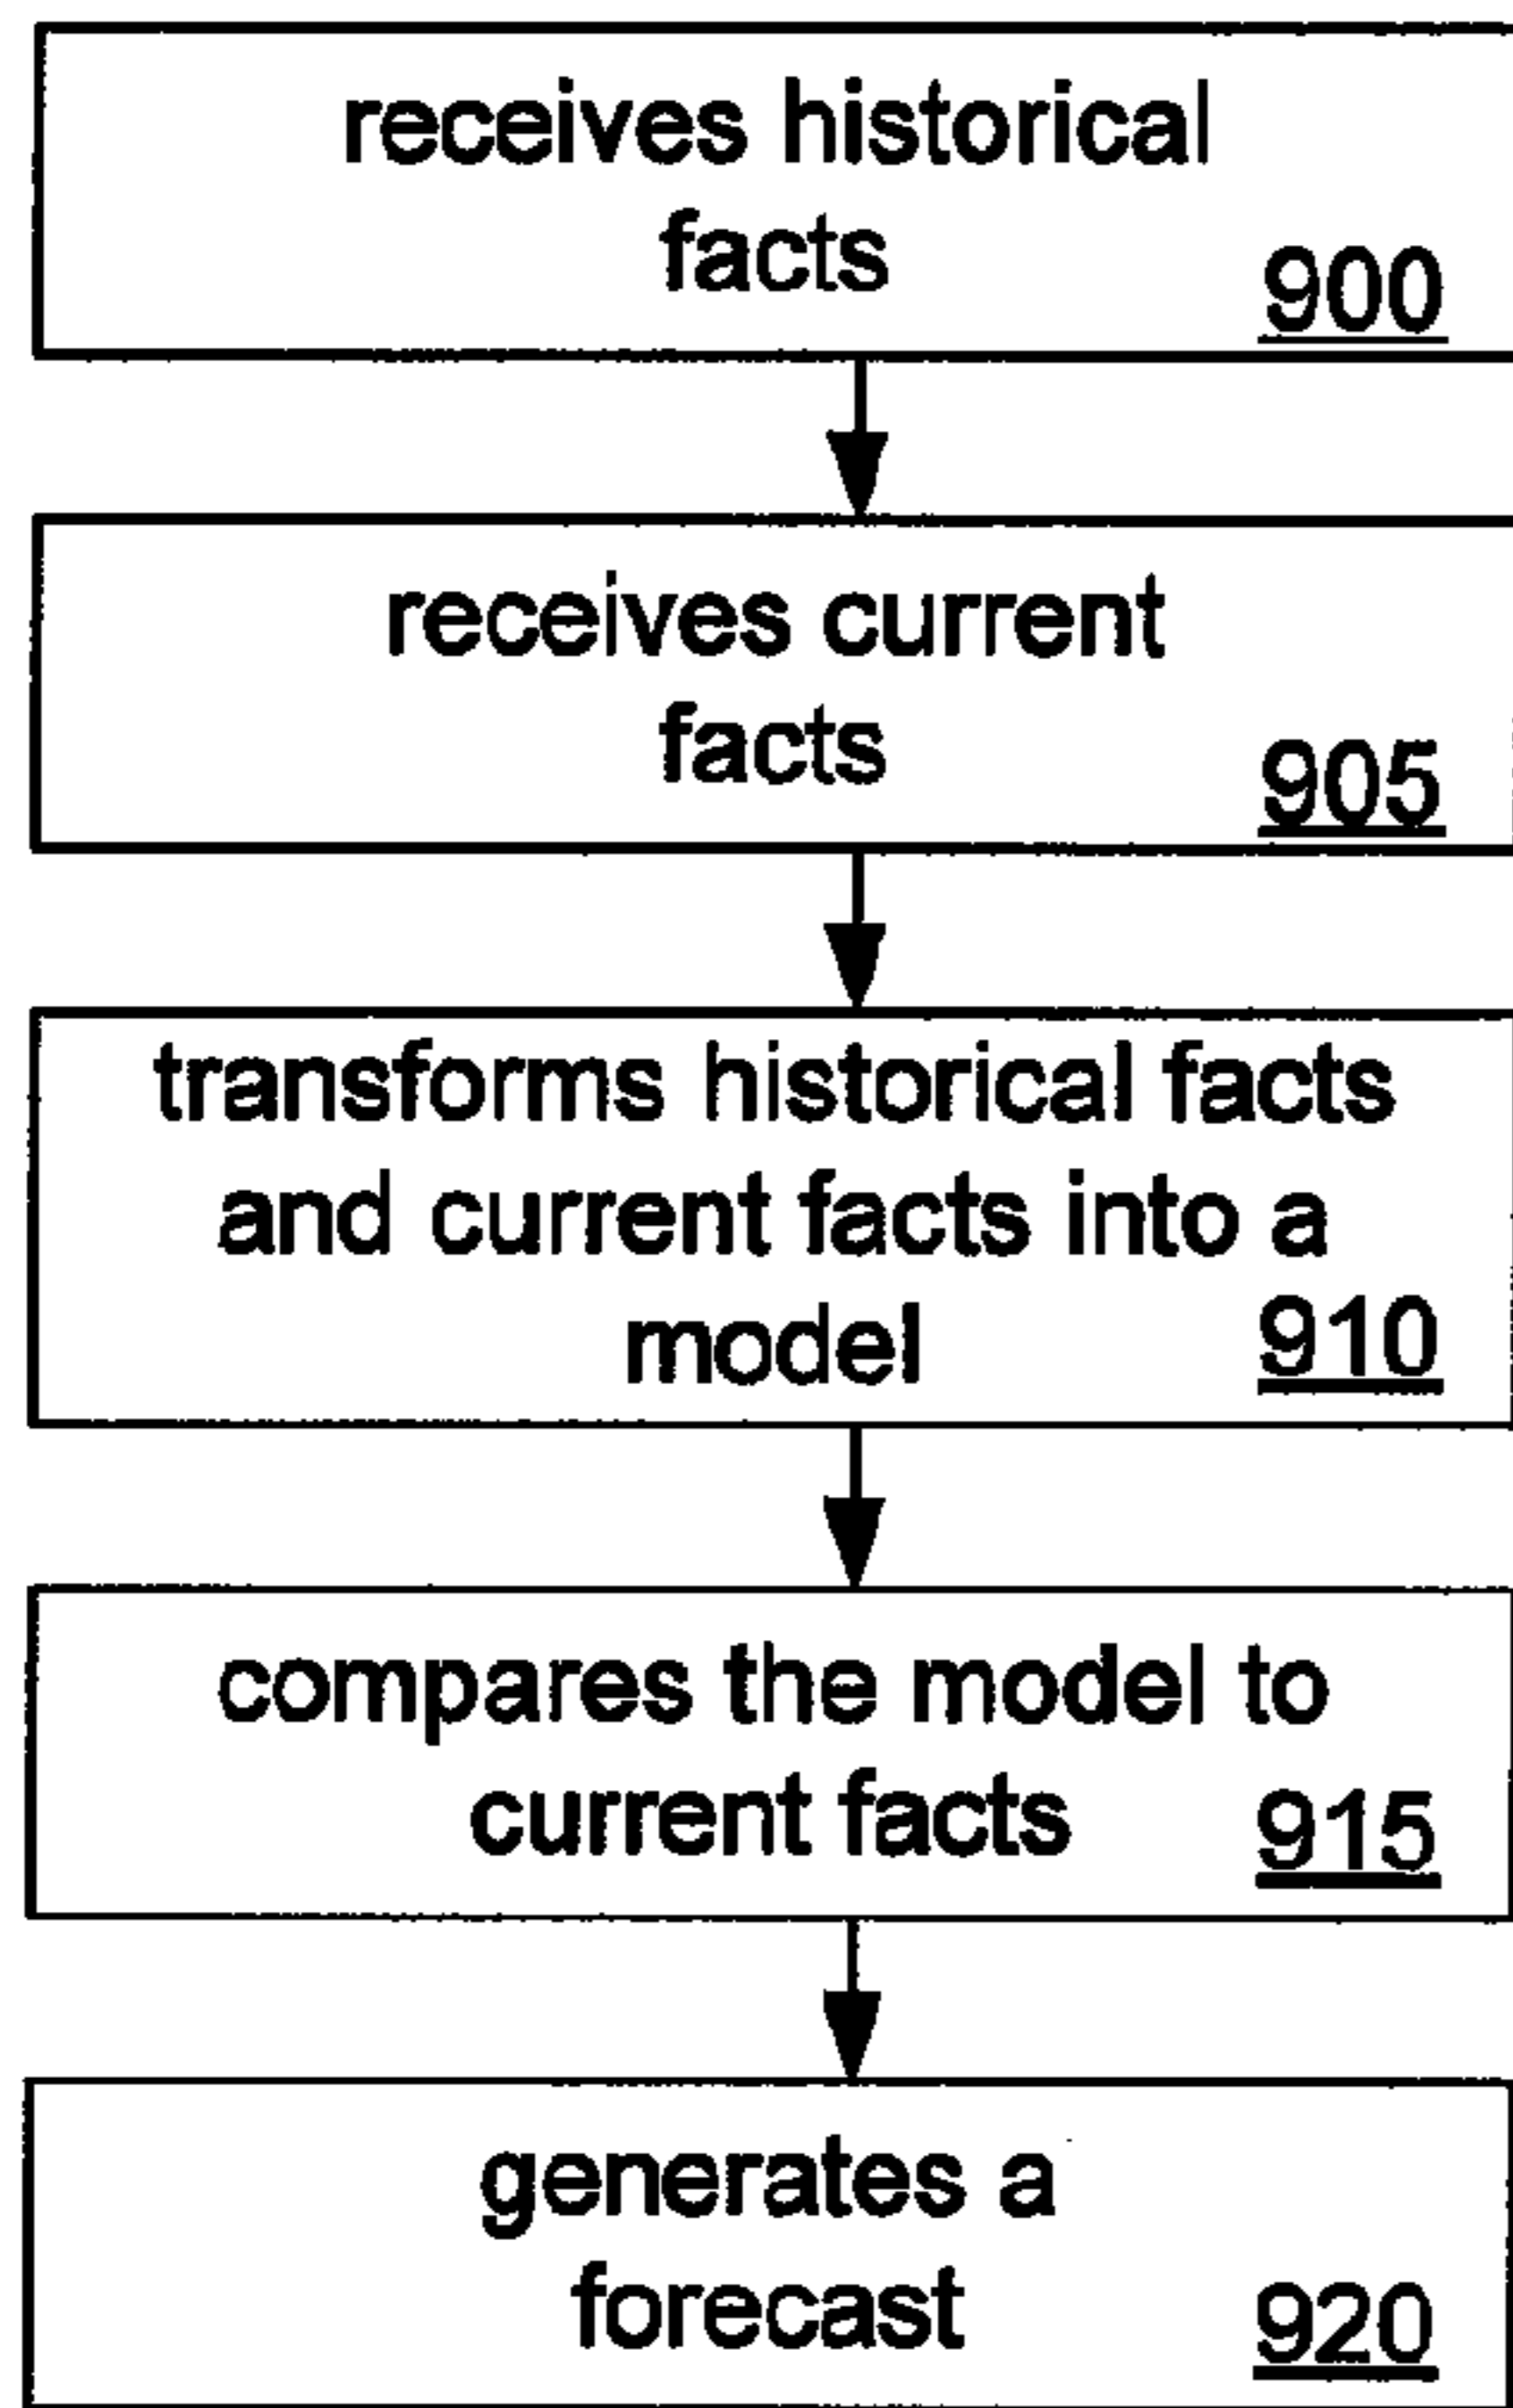 receives historical
facts
900
receives current
facts
905
transforms historical facts
and current facts into a
model
910
compares the model to
current facts
915
generates a
forecast
920